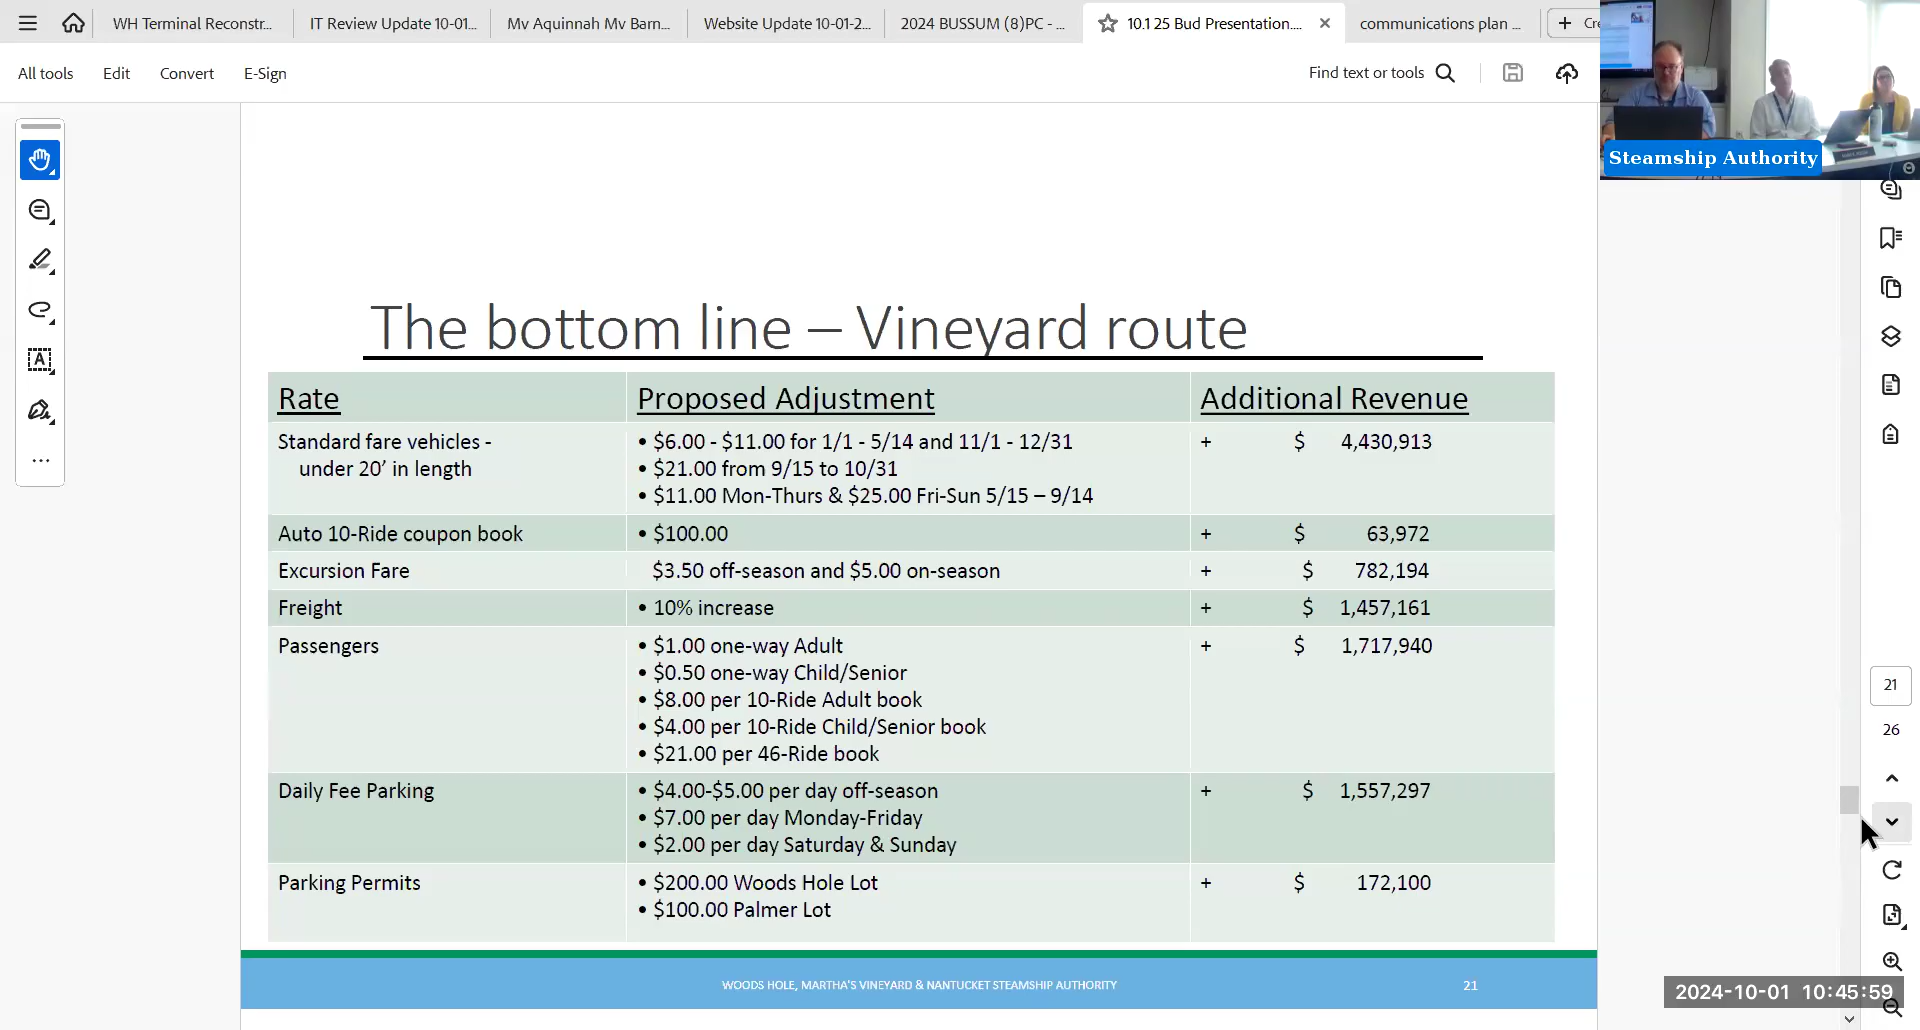 WH Terminal Reconstr...
IT Review Update 10-01...
Mv Aquinnah Mv Barn...
Website Update 10-01-2...
2024 BUSSUM (8)PC - ...
10.1 25 Bud Presentation....
communications plan ...
Cre
All tools
Edit
Convert
E-Sign
Find text or tools
Steamship Authority
The bottom line – Vineyard route
Rate Proposed Adjustment Additional Revenue
Standard fare vehicles - • $6.00 - $11.00 for 1/1 - 5/14 and 11/1 - 12/31 + $ 4,430,913
under 20’ in length • $21.00 from 9/15 to 10/31
• $11.00 Mon-Thurs & $25.00 Fri-Sun 5/15 – 9/14
Auto 10-Ride coupon book • $100.00 + $ 63,972
Excursion Fare $3.50 off-season and $5.00 on-season + $ 782,194
Freight • 10% increase + $ 1,457,161
Passengers • $1.00 one-way Adult + $ 1,717,940
• $0.50 one-way Child/Senior
• $8.00 per 10-Ride Adult book
• $4.00 per 10-Ride Child/Senior book
• $21.00 per 46-Ride book
Daily Fee Parking • $4.00-$5.00 per day off-season + $ 1,557,297
• $7.00 per day Monday-Friday
• $2.00 per day Saturday & Sunday
Parking Permits • $200.00 Woods Hole Lot + $ 172,100
• $100.00 Palmer Lot
WOODS HOLE, MARTHA'S VINEYARD & NANTUCKET STEAMSHIP AUTHORITY 21
21
26
2024-10-01 10:45:59